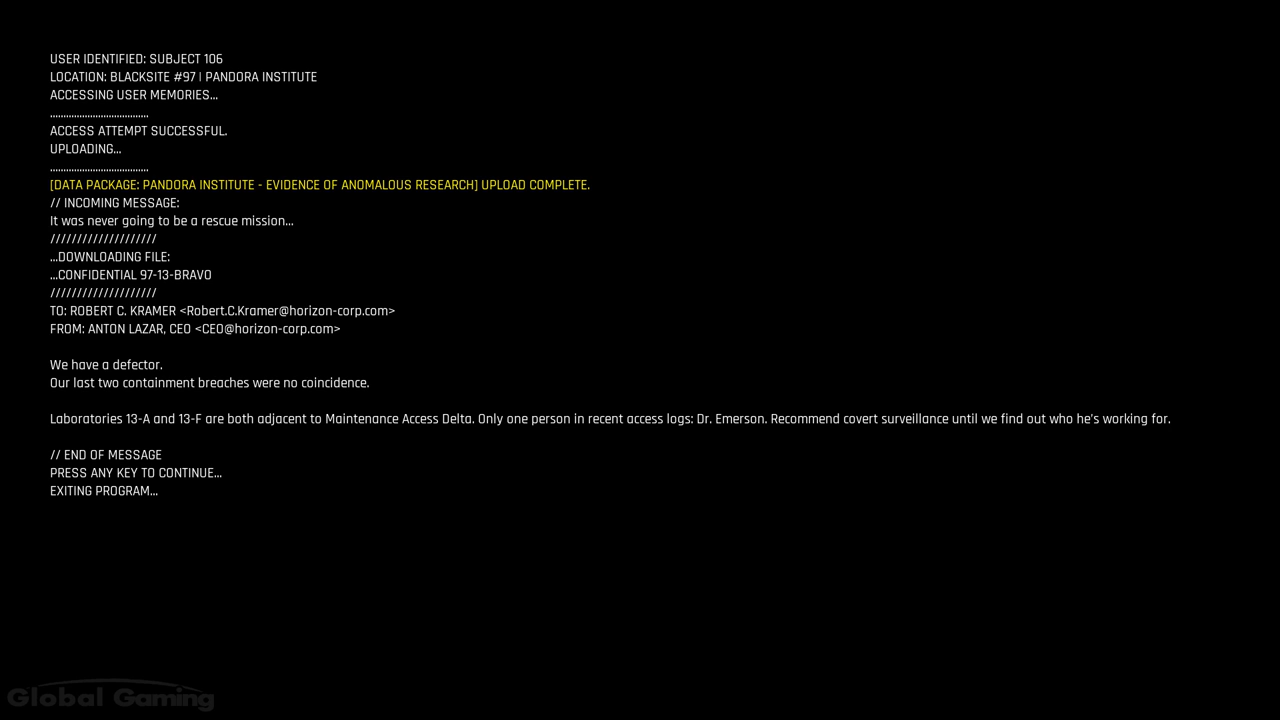 USER IDENTIFIED: SUBJECT 106
LOCATION: BLACKSITE #97 | PANDORA INSTITUTE
ACCESSING USER MEMORIES...
.....................................
ACCESS ATTEMPT SUCCESSFUL.
UPLOADING...
.....................................
[DATA PACKAGE: PANDORA INSTITUTE - EVIDENCE OF ANOMALOUS RESEARCH] UPLOAD COMPLETE.
// INCOMING MESSAGE:
It was never going to be a rescue mission...
////////////////////
...DOWNLOADING FILE:
...CONFIDENTIAL 97-13-BRAVO
////////////////////
TO: ROBERT C. KRAMER <Robert.C.Kramer@horizon-corp.com>
FROM: ANTON LAZAR, CEO <CEO@horizon-corp.com>
We have a defector.
Our last two containment breaches were no coincidence.
Laboratories 13-A and 13-F are both adjacent to Maintenance Access Delta. Only one person in recent access logs: Dr. Emerson. Recommend covert surveillance until we find out who he's working for.
// END OF MESSAGE
PRESS ANY KEY TO CONTINUE...
EXITING PROGRAM...
Global Gaming